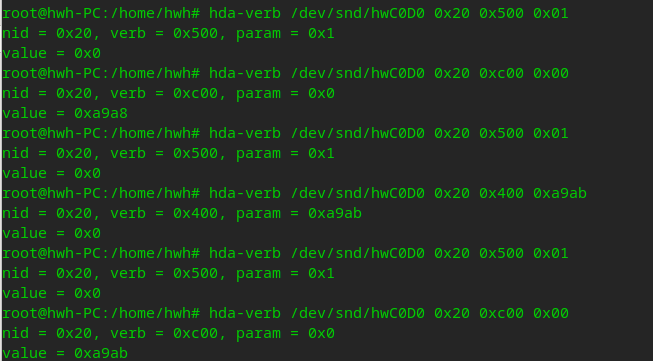 root@hwh-PC:/home/hwh# hda-verb /dev/snd/hwC0D0 0x20 0x500 0x01
nid = 0x20, verb = 0x500, param = 0x1
value = 0x0
root@hwh-PC:/home/hwh# hda-verb /dev/snd/hwC0D0 0x20 0xc00 0x00
nid = 0x20, verb = 0xc00, param = 0x0
value = 0xa9a8
root@hwh-PC:/home/hwh# hda-verb /dev/snd/hwC0D0 0x20 0x500 0x01
nid = 0x20, verb = 0x500, param = 0x1
value = 0x0
root@hwh-PC:/home/hwh# hda-verb /dev/snd/hwC0D0 0x20 0x400 0xa9ab
nid = 0x20, verb = 0x400, param = 0xa9ab
value = 0x0
root@hwh-PC:/home/hwh# hda-verb /dev/snd/hwC0D0 0x20 0x500 0x01
nid = 0x20, verb = 0x500, param = 0x1
value = 0x0
root@hwh-PC:/home/hwh# hda-verb /dev/snd/hwC0D0 0x20 0xc00 0x00
nid = 0x20, verb = 0xc00, param = 0x0
value = 0xa9ab